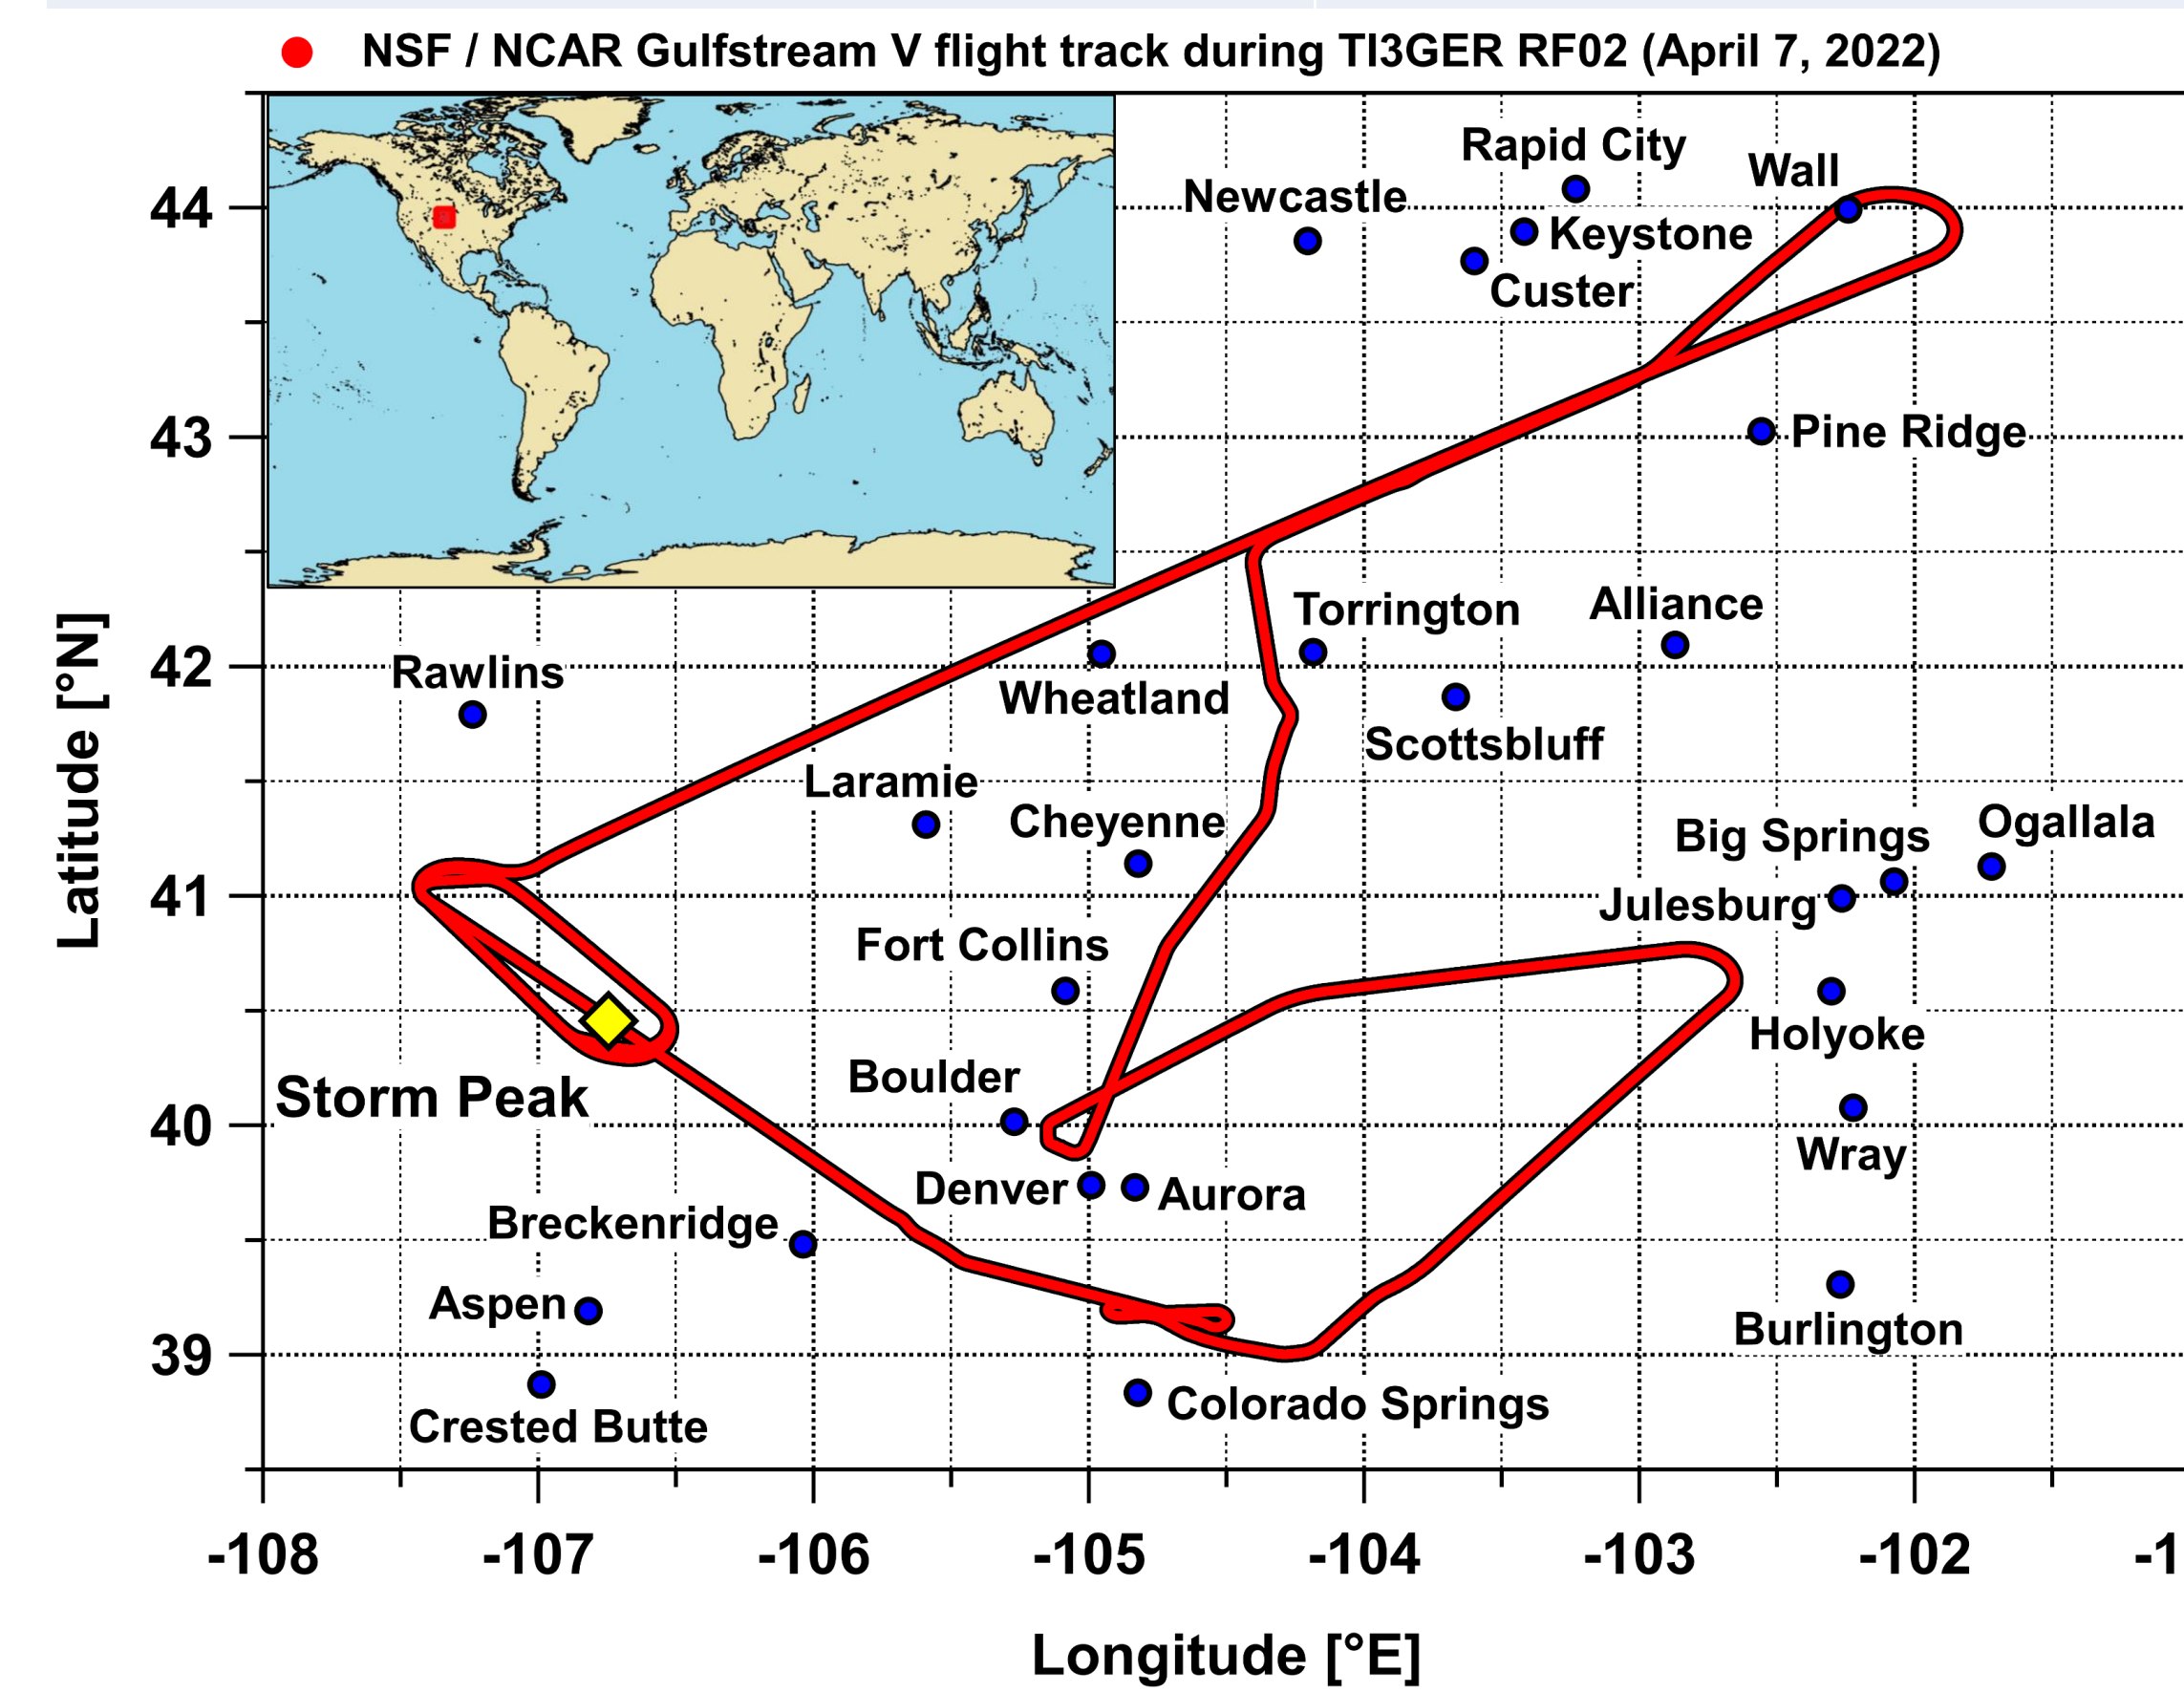 NSF / NCAR Gulfstream V flight track during TI3GER RF02 (April 7, 2022)
Rapid City
Wall
Newcastle
Keystone
Custer
Pine Ridge
Torrington
Alliance
Rawlins
Wheatland
Scottsbluff
Laramie
Cheyenne
Big Springs
Ogallala
Julesburg
Fort Collins
Holyoke
Boulder
Storm Peak
Wray
Denver
Aurora
Breckenridge
Aspen
Burlington
Colorado Springs
Crested Butte
44
43
42
41
40
39
Latitude [°N]
-108 -107 -106 -105 -104 -103 -102
Longitude [°E]